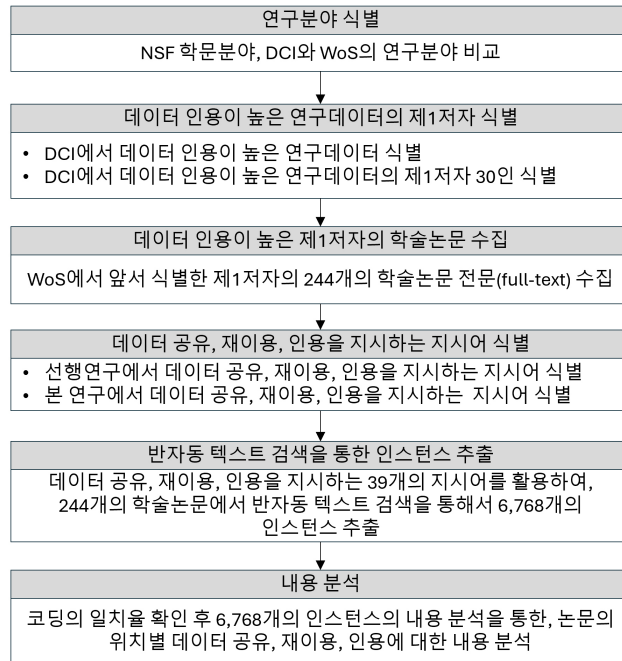 연구분야 식별
NSF 학문분야, DCI와 WoS의 연구분야 비교
데이터 인용이 높은 연구데이터의 제1저자 식별
• DCI에서 데이터 인용이 높은 연구데이터 식별
• DCI에서 데이터 인용이 높은 연구데이터의 제1저자 30인 식별
데이터 인용이 높은 제1저자의 학술논문 수집
WoS에서 앞서 식별한 제1저자의 244개의 학술논문 전문(full-text) 수집
데이터 공유, 재이용, 인용을 지시하는 지시어 식별
• 선행연구에서 데이터 공유, 재이용, 인용을 지시하는 지시어 식별
• 본 연구에서 데이터 공유, 재이용, 인용을 지시하는 지시어 식별
반자동 텍스트 검색을 통한 인스턴스 추출
데이터 공유, 재이용, 인용을 지시하는 39개의 지시어를 활용하여,
244개의 학술논문에서 반자동 텍스트 검색을 통해서 6,768개의
인스턴스 추출
내용 분석
코딩의 일치율 확인 후 6,768개의 인스턴스의 내용 분석을 통한, 논문의
위치별 데이터 공유, 재이용, 인용에 대한 내용 분석